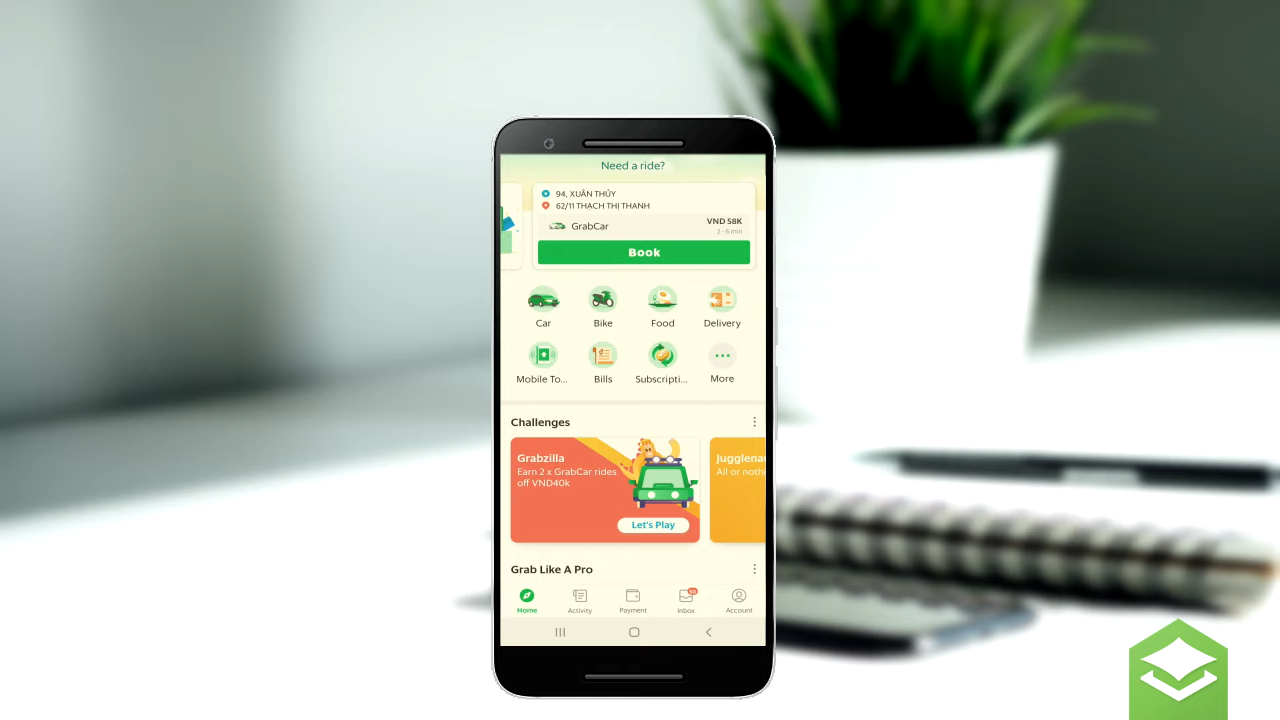 Need a ride?
94, XUÂN THỦY
62/11 THẠCH THỊ THANH
GrabCar
VND 58K
2 - 6 min
Book
Car
Bike
Food
Delivery
Mobile To...
Bills
Subscripti...
More
Challenges
Grabzilla
Earn 2 x GrabCar rides
off VND40k
Let's Play
Jugglena
All or nothi
Grab Like A Pro
Home
Activity
Payment
Inbox
Account